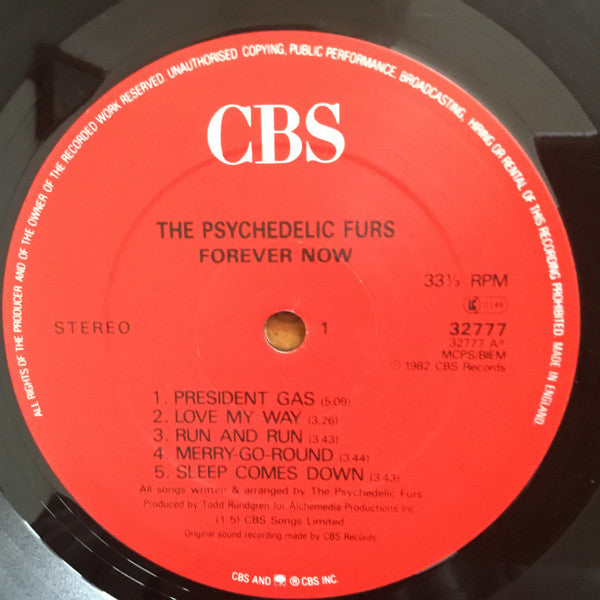 ALL RIGHTS OF THE PRODUCER AND OF THE OWNER OF THE RECORDED WORK RESERVED. UNAUTHORISED COPYING, PUBLIC PERFORMANCE, BROADCASTING, HIRING OR RENTAL OF THIS RECORDING PROHIBITED. MADE IN ENGLAND
CBS
THE PSYCHEDELIC FURS
FOREVER NOW
33⅓ RPM
STEREO
1
32777
32777 A
MCPS/BIEM
℗ 1982 CBS Records
1. PRESIDENT GAS (5.09)
2. LOVE MY WAY (3.26)
3. RUN AND RUN (3.43)
4. MERRY-GO-ROUND (3.44)
5. SLEEP COMES DOWN (3.43)
All songs written & arranged by The Psychedelic Furs
Produced by Todd Rundgren for Alchemedia Productions Inc.
(1-5) CBS Songs Limited
Original sound recording made by CBS Records
CBS AND ® CBS INC.